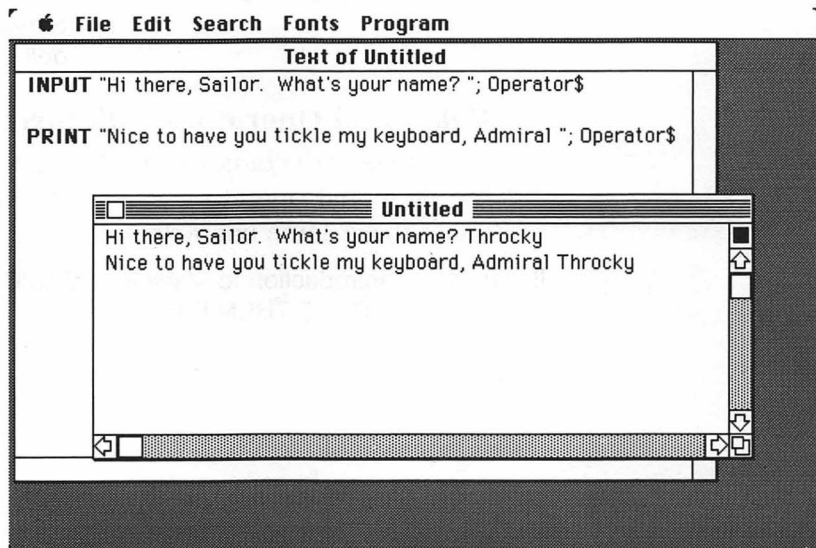 File Edit Search Fonts Program
Text of Untitled
INPUT "Hi there, Sailor.  What's your name? "; Operator$
PRINT "Nice to have you tickle my keyboard, Admiral "; Operator$
Untitled
Hi there, Sailor.  What's your name? Throcky
Nice to have you tickle my keyboard, Admiral Throcky